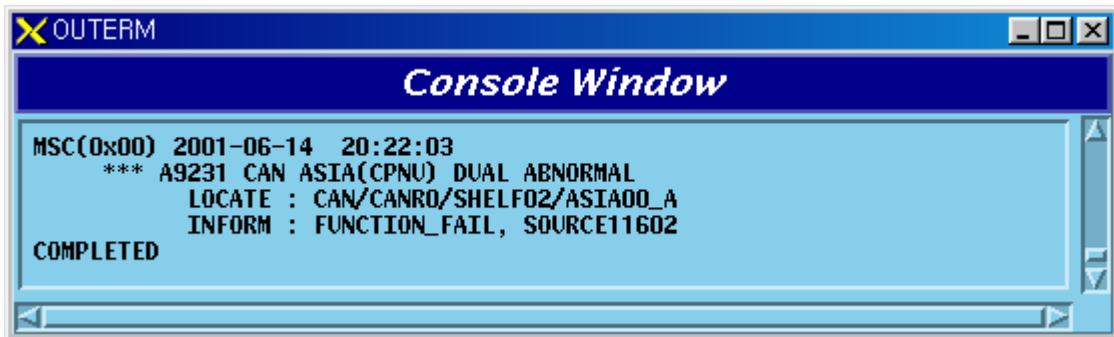 OUTERM
Console Window
MSC(0x00) 2001-06-14 20:22:03
*** A9231 CAN ASIA(CPNU) DUAL ABNORMAL
LOCATE : CAN/CANRO/SHELF02/ASIA00_A
INFORM : FUNCTION_FAIL, SOURCE11602
COMPLETED